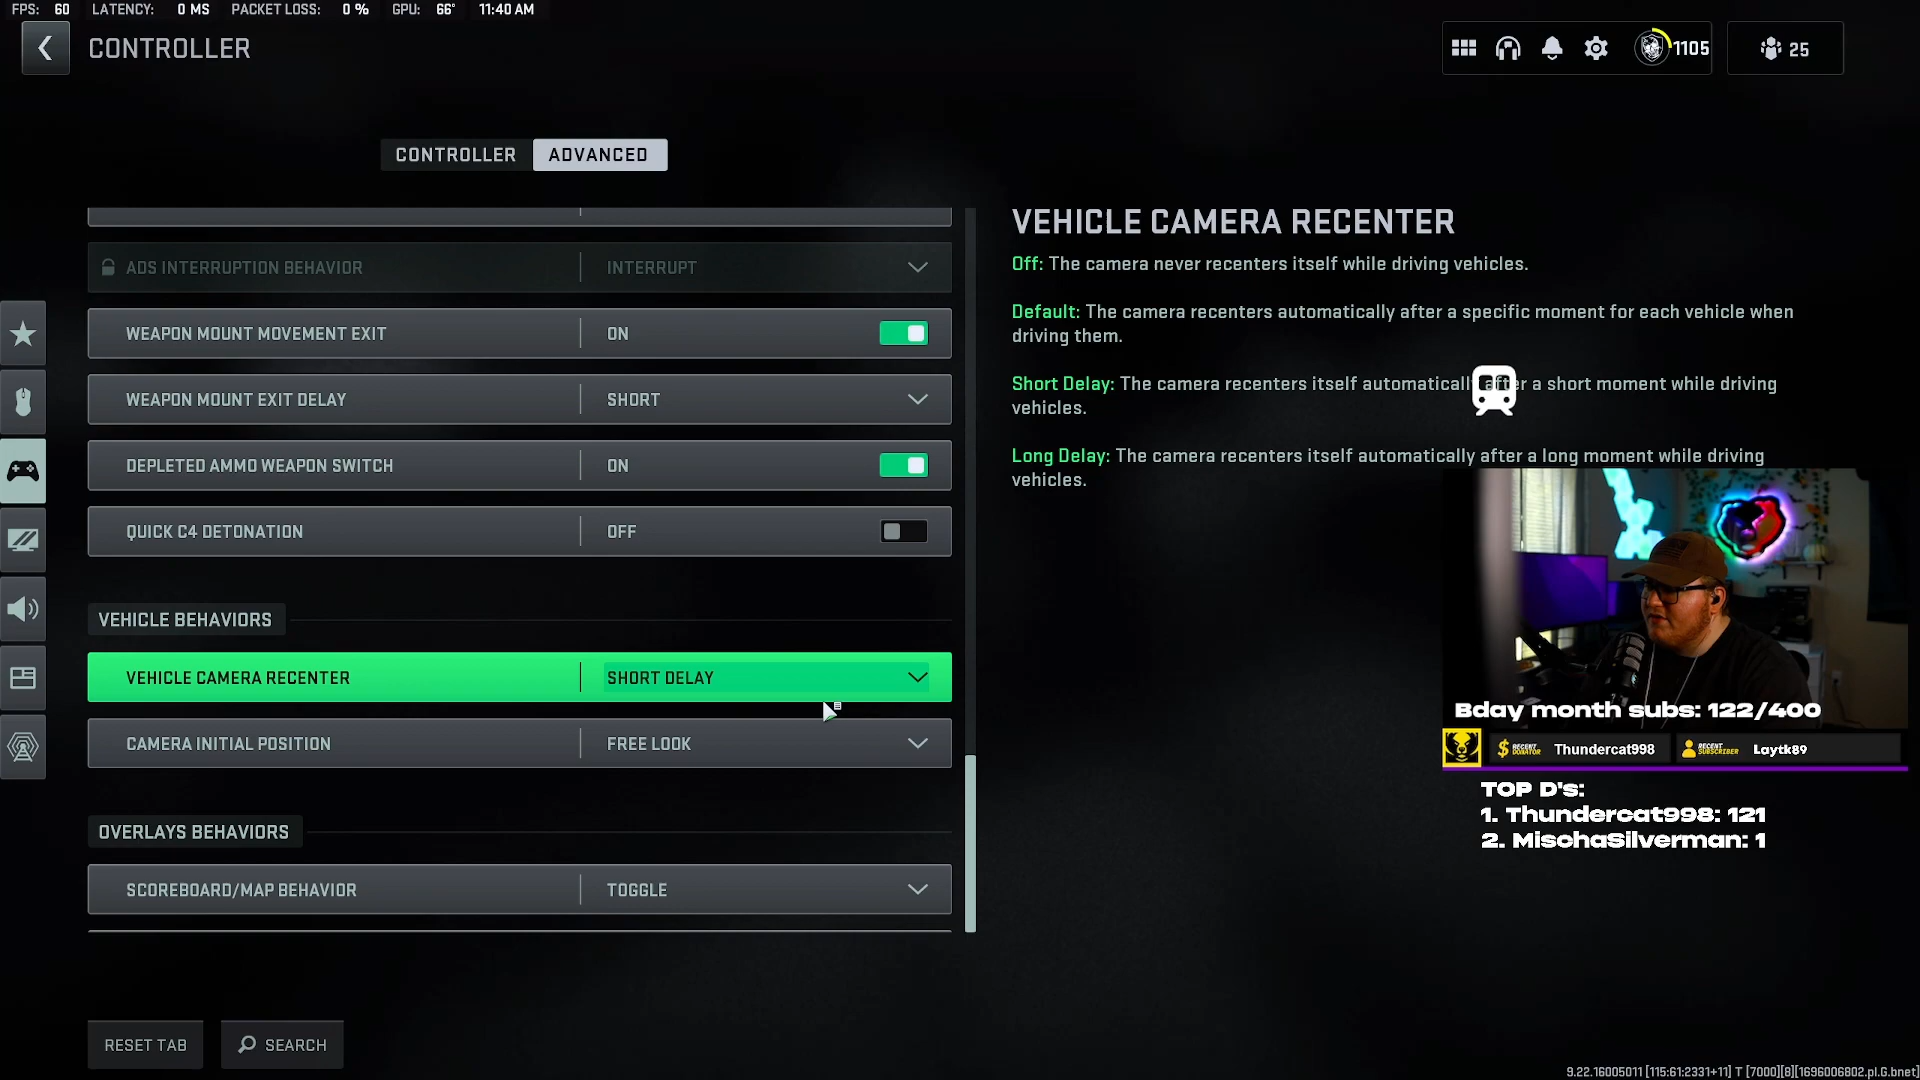 FPS: 60 LATENCY: 0 MS PACKET LOSS: 0 % GPU: 66° 11:40 AM
CONTROLLER
1105
25
CONTROLLER ADVANCED
ADS INTERRUPTION BEHAVIOR INTERRUPT
WEAPON MOUNT MOVEMENT EXIT ON
WEAPON MOUNT EXIT DELAY SHORT
DEPLETED AMMO WEAPON SWITCH ON
QUICK C4 DETONATION OFF
VEHICLE BEHAVIORS
VEHICLE CAMERA RECENTER SHORT DELAY
CAMERA INITIAL POSITION FREE LOOK
OVERLAYS BEHAVIORS
SCOREBOARD/MAP BEHAVIOR TOGGLE
RESET TAB SEARCH
VEHICLE CAMERA RECENTER
Off: The camera never recenters itself while driving vehicles.
Default: The camera recenters automatically after a specific moment for each vehicle when
driving them.
Short Delay: The camera recenters itself automatically after a short moment while driving
vehicles.
Long Delay: The camera recenters itself automatically after a long moment while driving
vehicles.
Bday month subs: 122/400
RECENT DONATOR Thundercat998 RECENT SUBSCRIBER Laytk89
TOP D's:
1. Thundercat998: 121
2. MischaSilverman: 1
9.22.16005011 [115:61:2331+11] T [7000][8][1696006802.pl.G.bnet]